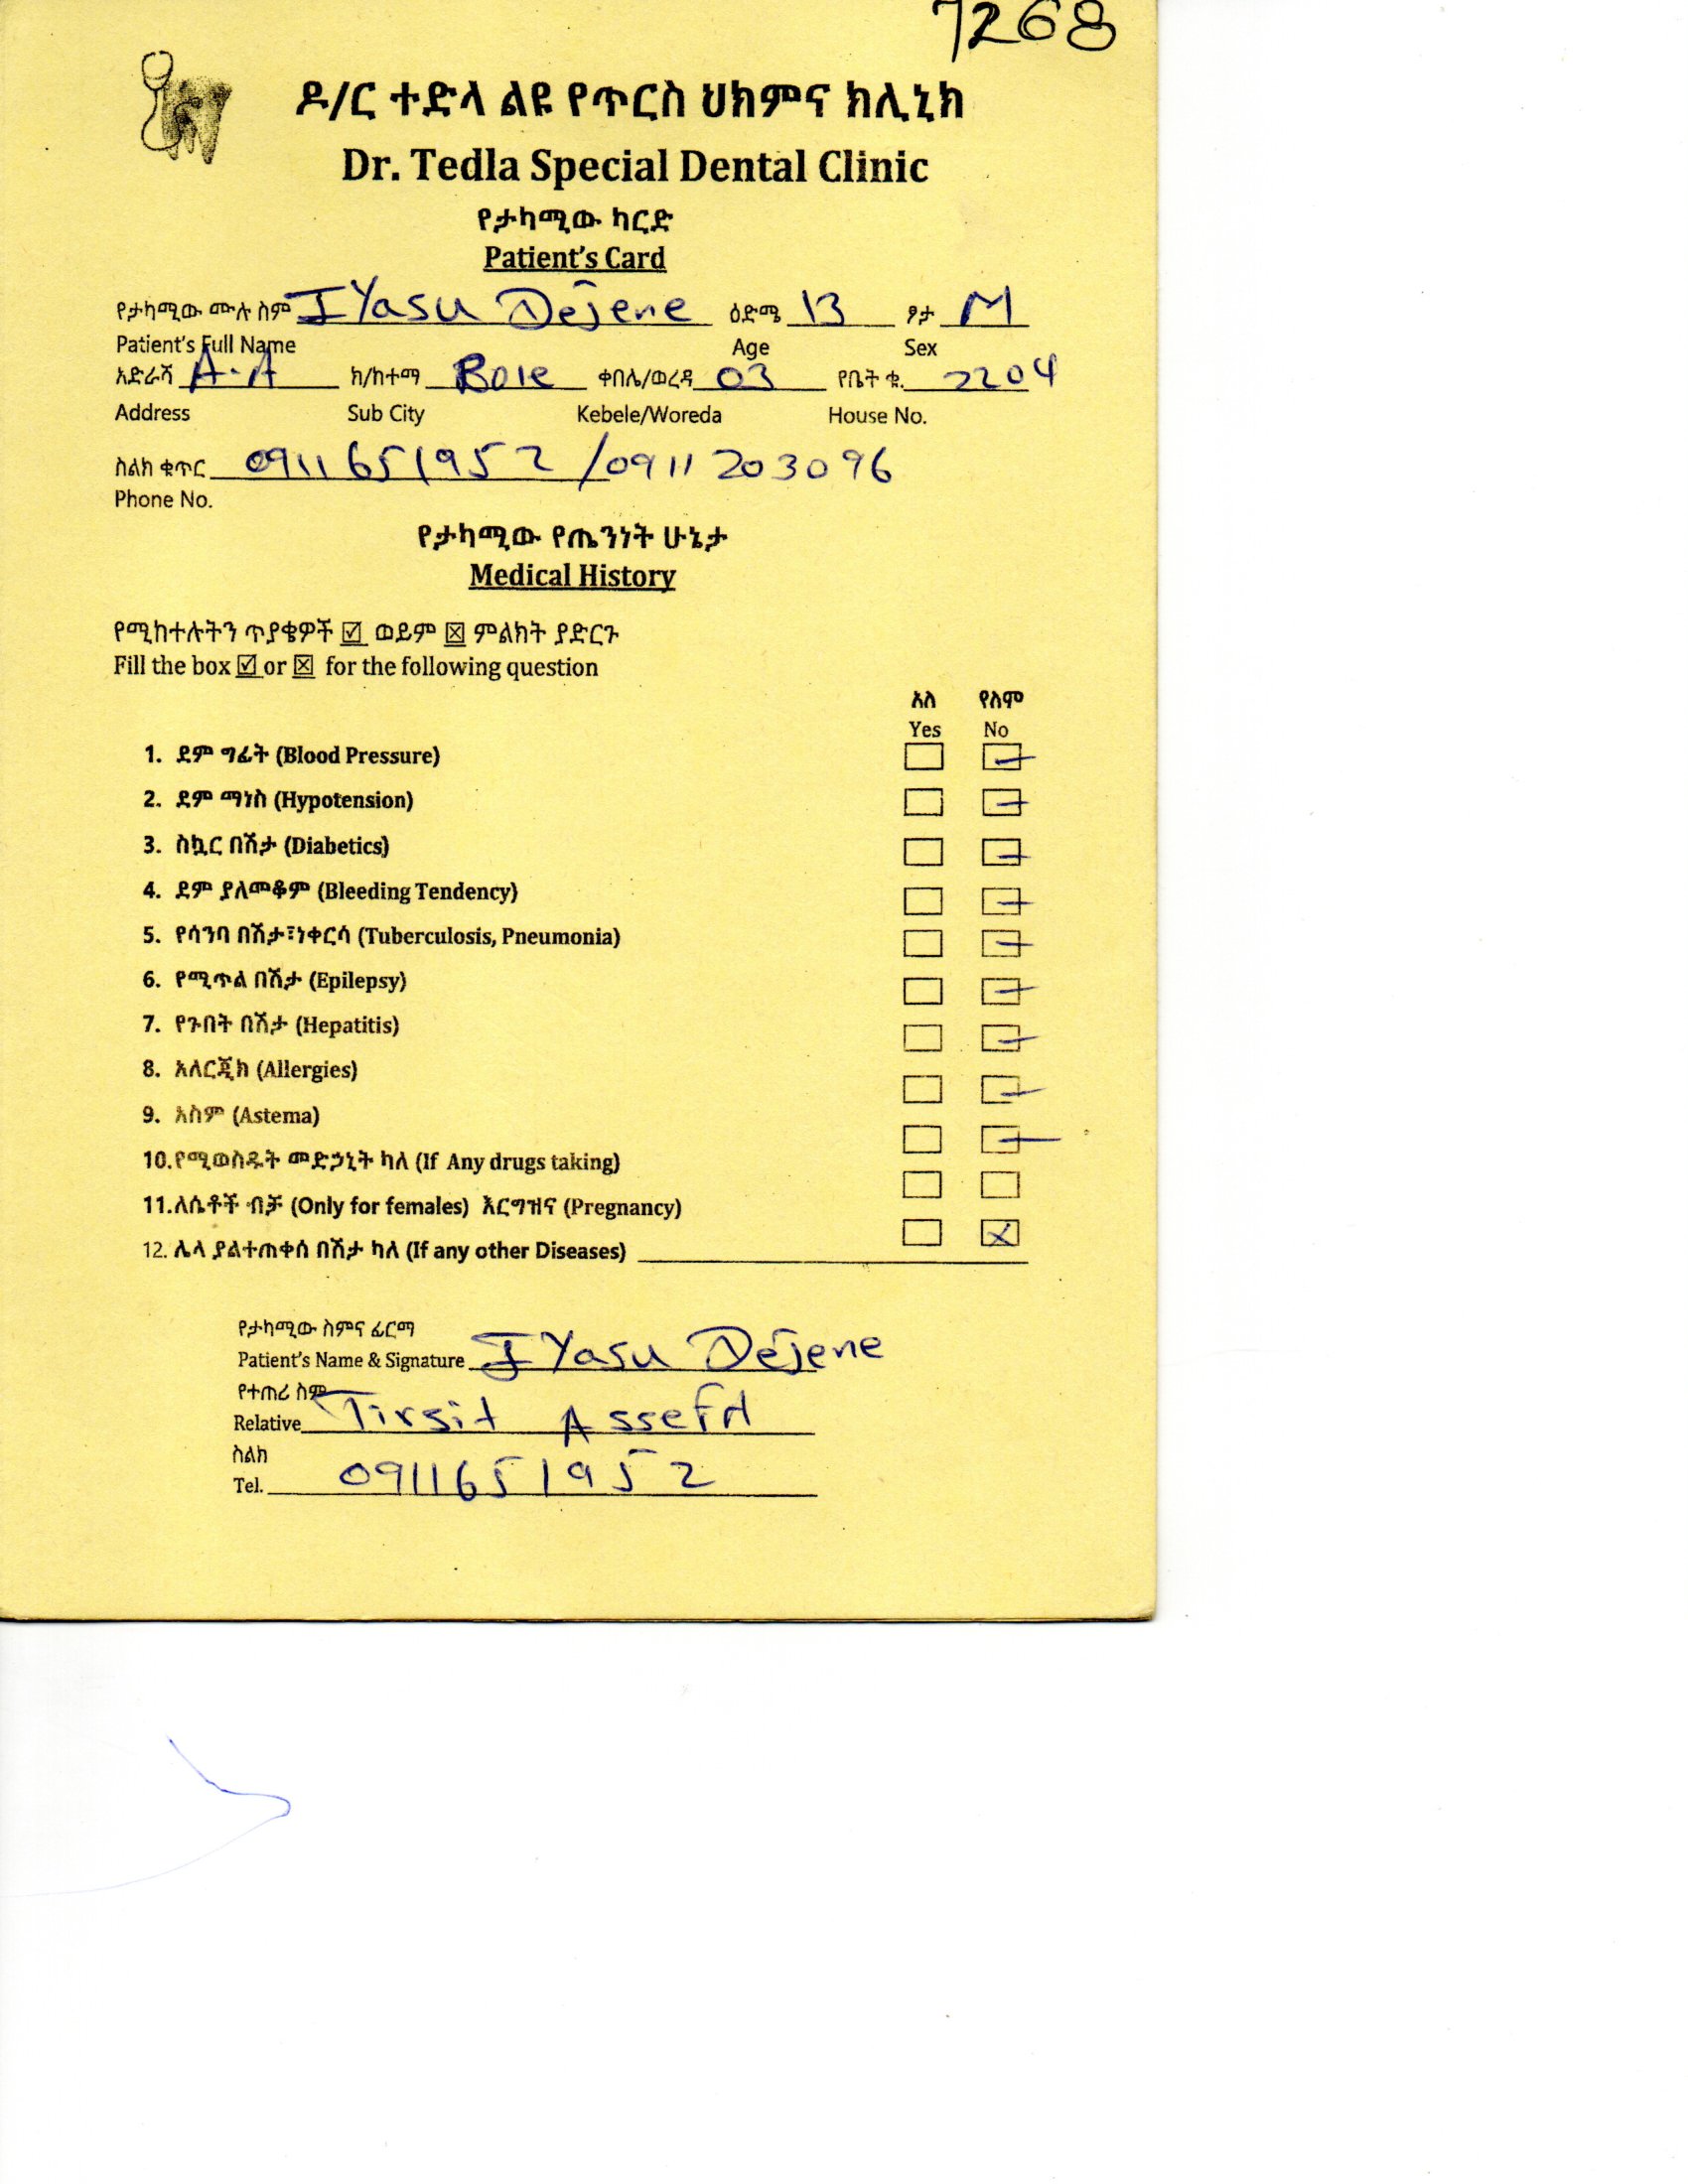 7268
ዶ/ር ተድላ ልዩ የጥርስ ህክምና ክሊኒክ
Dr. Tedla Special Dental Clinic
የታካሚው ካርድ
Patient's Card
የታካሚው ሙሉ ስም IYasu Dejene ዕድሜ 13 ፆታ M
Patient's Full Name Age Sex
አድራሻ A.A ክ/ከተማ Bole ቀበሌ/ወረዳ 03 የቤት ቁ. 2204
Address Sub City Kebele/Woreda House No.
ስልክ ቁጥር 0911651952 /0911203096
Phone No.
የታካሚው የጤንነት ሁኔታ
Medical History
የሚከተሉትን ጥያቄዎች ☑ ወይም ☒ ምልክት ያድርጉ
Fill the box ☑ or ☒ for the following question
አለ የለም
Yes No
1. ደም ግፊት (Blood Pressure)
2. ደም ማነስ (Hypotension)
3. ስኳር በሽታ (Diabetics)
4. ደም ያለመቆም (Bleeding Tendency)
5. የሳንባ በሽታ፣ነቀርሳ (Tuberculosis, Pneumonia)
6. የሚጥል በሽታ (Epilepsy)
7. የጉበት በሽታ (Hepatitis)
8. አለርጂክ (Allergies)
9. አስም (Astema)
10.የሚወስዱት መድኃኒት ካለ (If Any drugs taking)
11.ለሴቶች ብቻ (Only for females) እርግዝና (Pregnancy)
12. ሌላ ያልተጠቀሰ በሽታ ካለ (If any other Diseases)
የታካሚው ስምና ፊርማ
Patient's Name & Signature IYasu Dejene
የተጠሪ ስም
Relative Tirsit Assefa
ስልክ
Tel. 0911651952